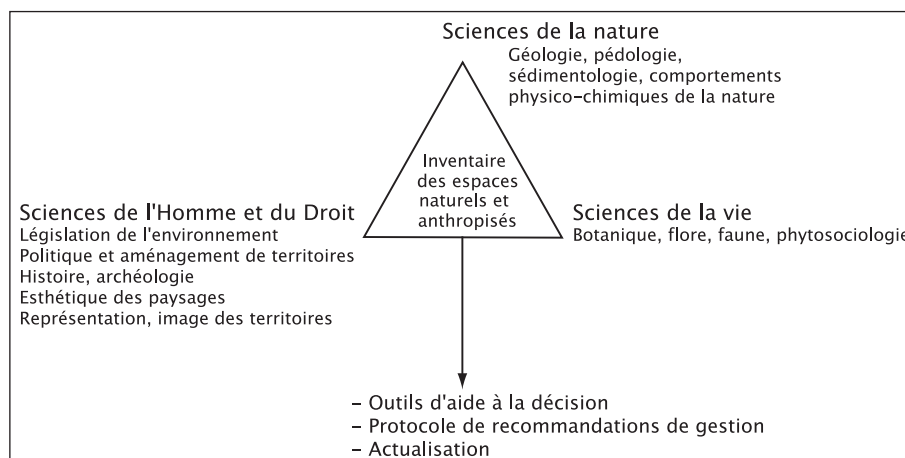 Sciences de la nature
Géologie, pédologie,
sédimentologie, comportements
physico-chimiques de la nature
Inventaire
des espaces
naturels et
anthropisés
Sciences de l'Homme et du Droit
Législation de l'environnement
Politique et aménagement de territoires
Histoire, archéologie
Esthétique des paysages
Représentation, image des territoires
Sciences de la vie
Botanique, flore, faune, phytosociologie
– Outils d'aide à la décision
– Protocole de recommandations de gestion
– Actualisation